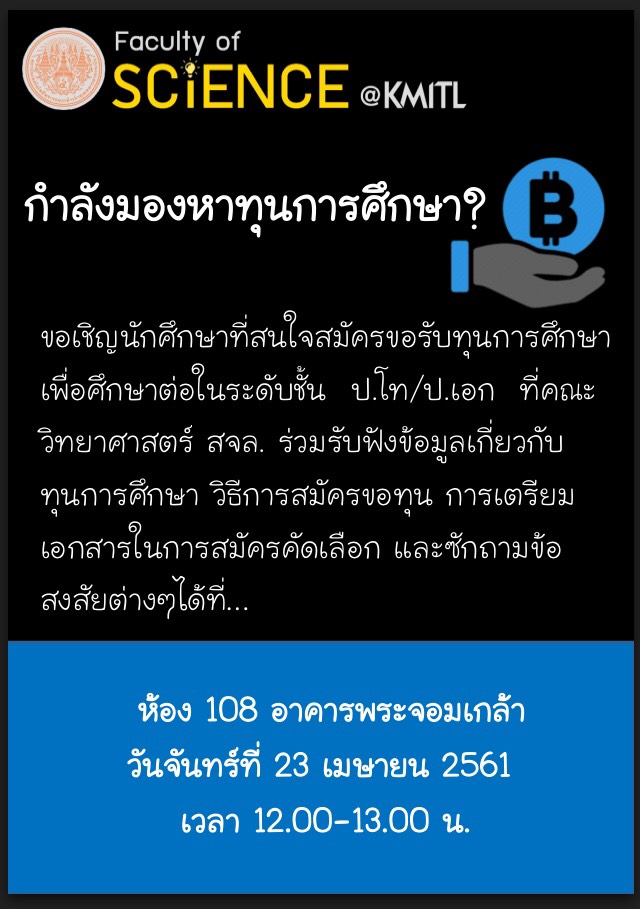 Faculty of
SCiENCE @KMITL
กำลังมองหาทุนการศึกษา?
ขอเชิญนักศึกษาที่สนใจสมัครขอรับทุนการศึกษา
เพื่อศึกษาต่อในระดับชั้น ป.โท/ป.เอก ที่คณะ
วิทยาศาสตร์ สจล. ร่วมรับฟังข้อมูลเกี่ยวกับ
ทุนการศึกษา วิธีการสมัครขอทุน การเตรียม
เอกสารในการสมัครคัดเลือก และซักถามข้อ
สงสัยต่างๆได้ที่...
ห้อง 108 อาคารพระจอมเกล้า
วันจันทร์ที่ 23 เมษายน 2561
เวลา 12.00-13.00 น.